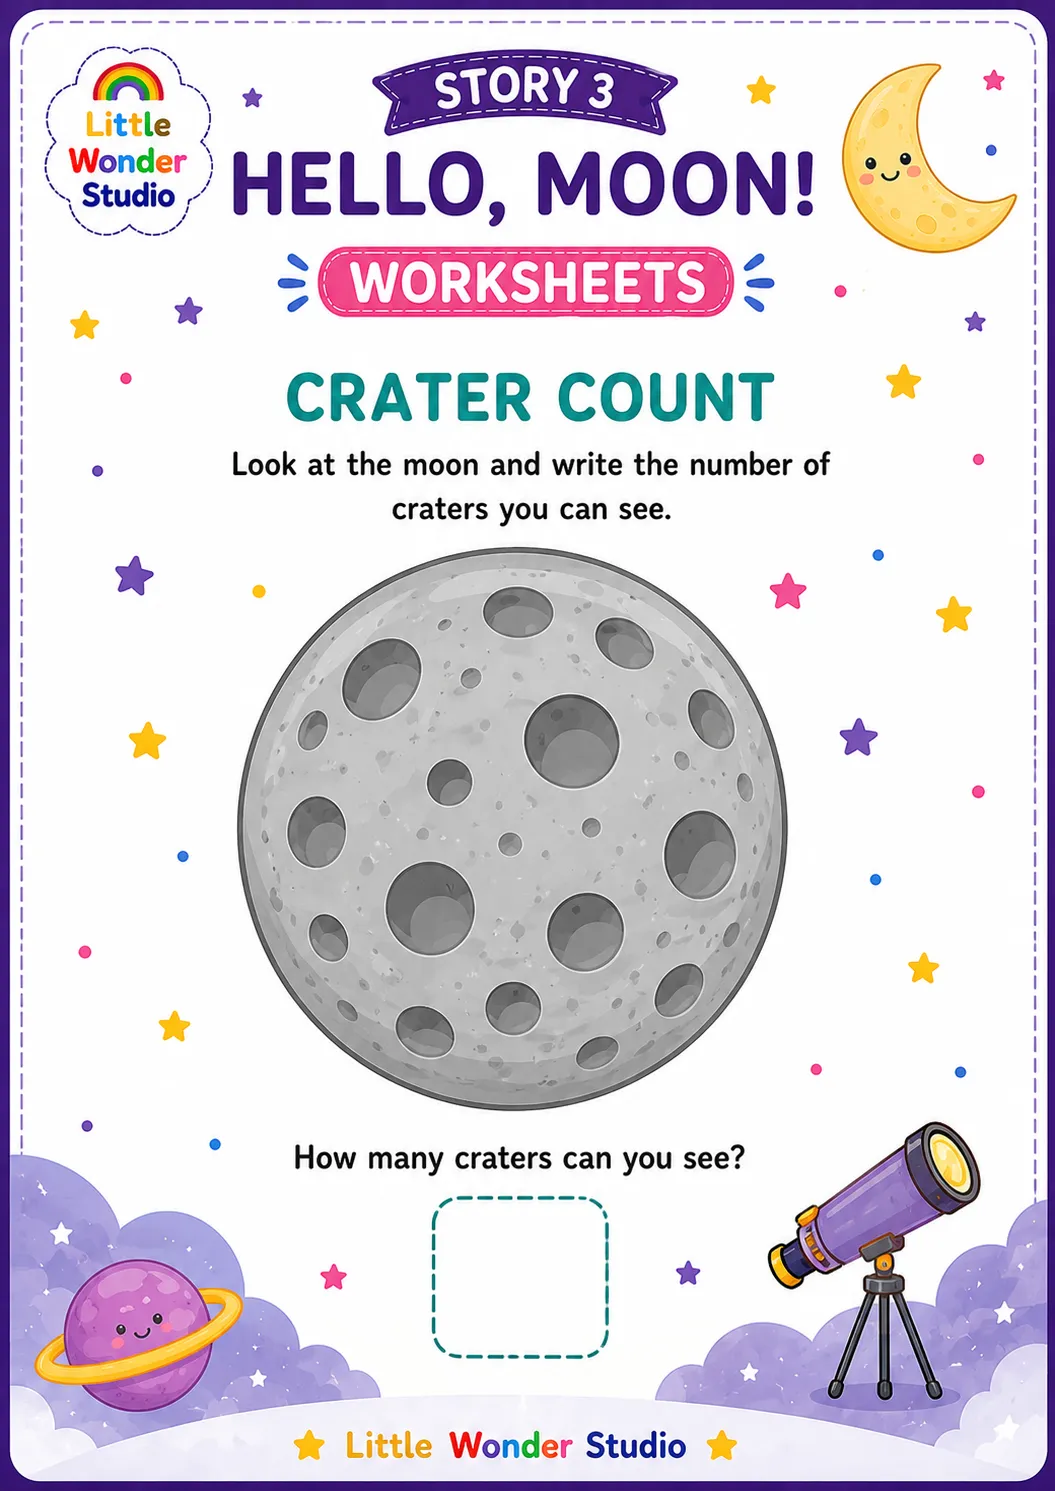 Little
Wonder
Studio
STORY 3
HELLO, MOON!
WORKSHEETS
CRATER COUNT
Look at the moon and write the number of
craters you can see.
How many craters can you see?
Little Wonder Studio